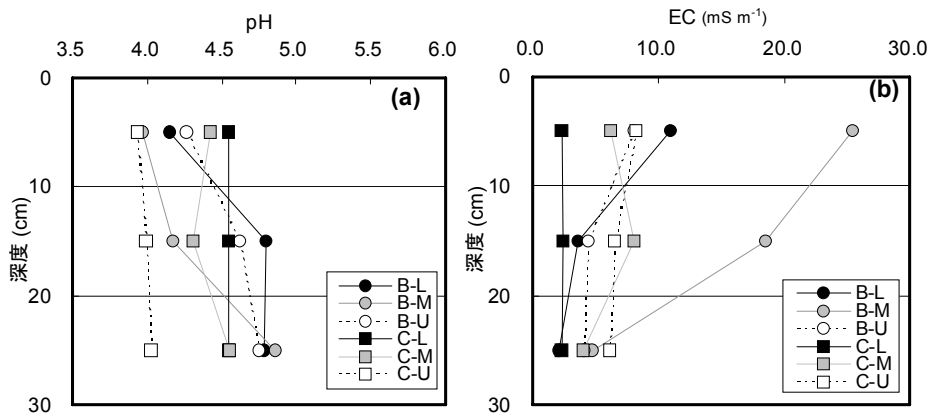 pH
3.5 4.0 4.5 5.0 5.5 6.0
0
10
20
30
深度 (cm)
(a)
B-L
B-M
B-U
C-L
C-M
C-U
EC (mS m⁻¹)
0.0 10.0 20.0 30.0
0
10
20
30
深度 (cm)
(b)
B-L
B-M
B-U
C-L
C-M
C-U